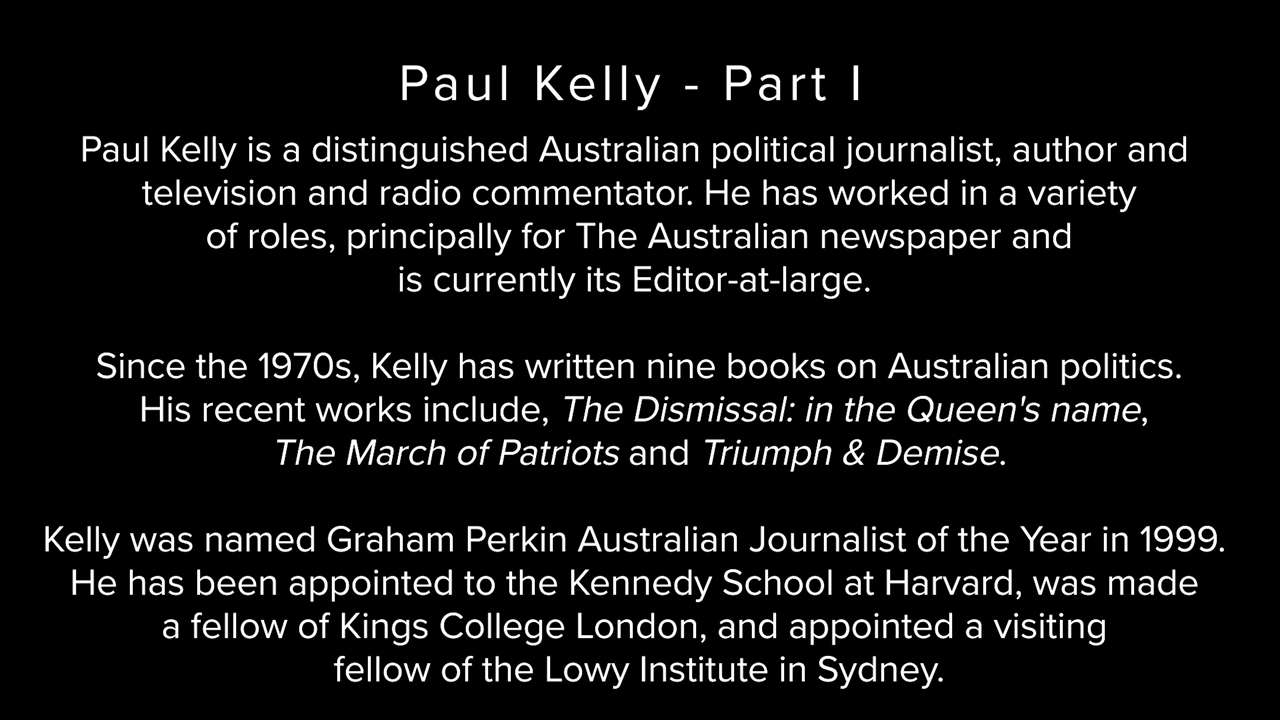 Paul Kelly - Part I
Paul Kelly is a distinguished Australian political journalist, author and
television and radio commentator. He has worked in a variety
of roles, principally for The Australian newspaper and
is currently its Editor-at-large.
Since the 1970s, Kelly has written nine books on Australian politics.
His recent works include, The Dismissal: in the Queen's name,
The March of Patriots and Triumph & Demise.
Kelly was named Graham Perkin Australian Journalist of the Year in 1999.
He has been appointed to the Kennedy School at Harvard, was made
a fellow of Kings College London, and appointed a visiting
fellow of the Lowy Institute in Sydney.